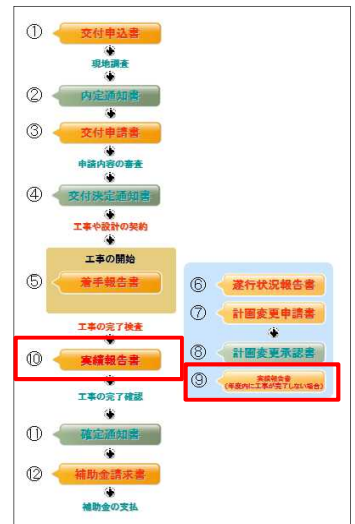 ① 交付申込書
現地調査
② 内定通知書
③ 交付申請書
申請内容の審査
④ 交付決定通知書
工事や設計の契約
工事の開始
⑤ 着手報告書
工事の完了検査
⑩ 実績報告書
工事の完了確認
⑪ 確定通知書
⑫ 補助金請求書
補助金の支払
⑥ 遂行状況報告書
⑦ 計画変更申請書
⑧ 計画変更承認書
⑨ 実績報告書
(年度内に工事が完了しない場合)